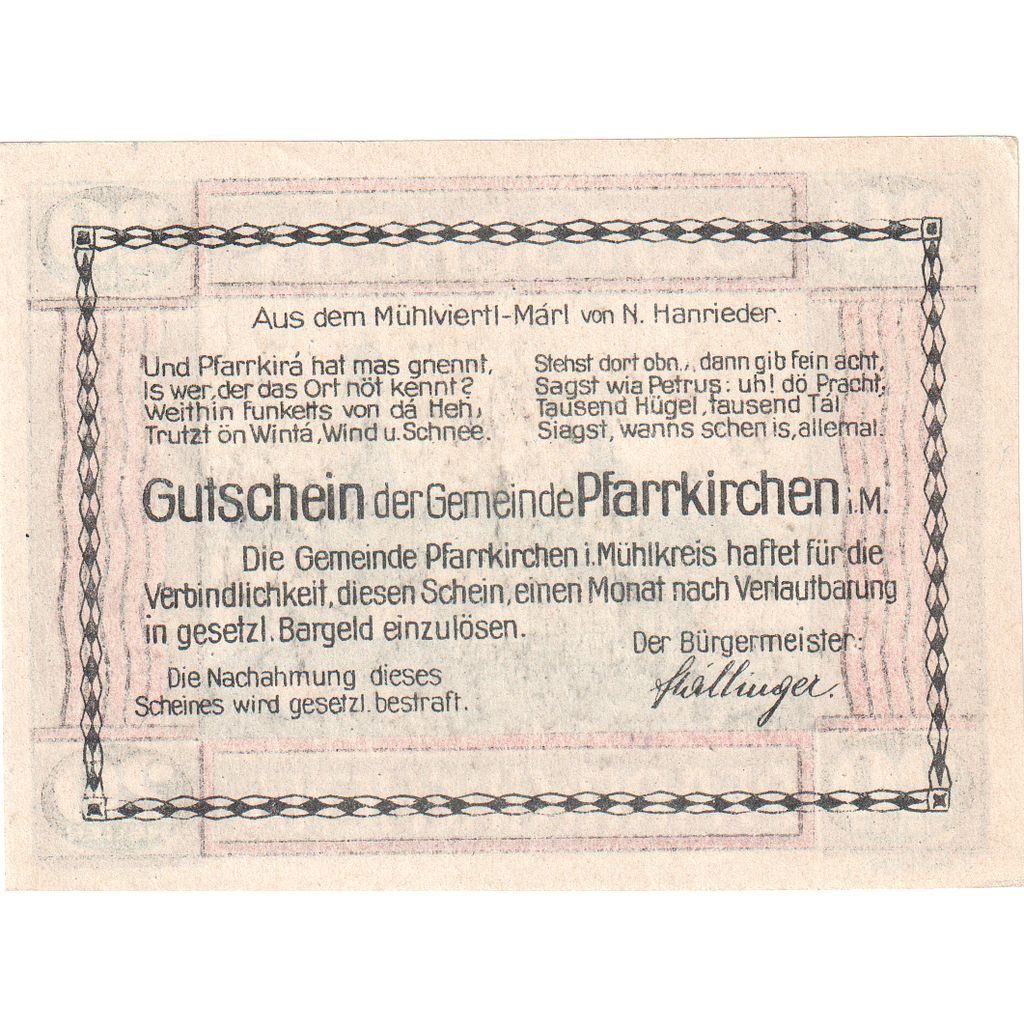 Aus dem Mühlviertl-Márl von N. Hanrieder.
Und Pfarrkirá hat mas gnennt,
Is wer, der das Ort nöt kennt?
Weithin funkelts von dá Heh,
Trutzt ön Wintá, Wind u. Schnee.
Stehst dort obn., dann gib fein ácht,
Sagst wia Petrus: uh! dö Pracht,
Tausend Hügel, tausend Tál
Siagst, wanns schen is, allemal.
Gutschein der Gemeinde Pfarrkirchen i. M.
Die Gemeinde Pfarrkirchen i. Mühlkreis haftet für die
Verbindlichkeit, diesen Schein, einen Monat nach Verlautbarung
in gesetzl. Bargeld einzulösen.
Der Bürgermeister:
Die Nachahmung dieses
Scheines wird gesetzl. bestraft.